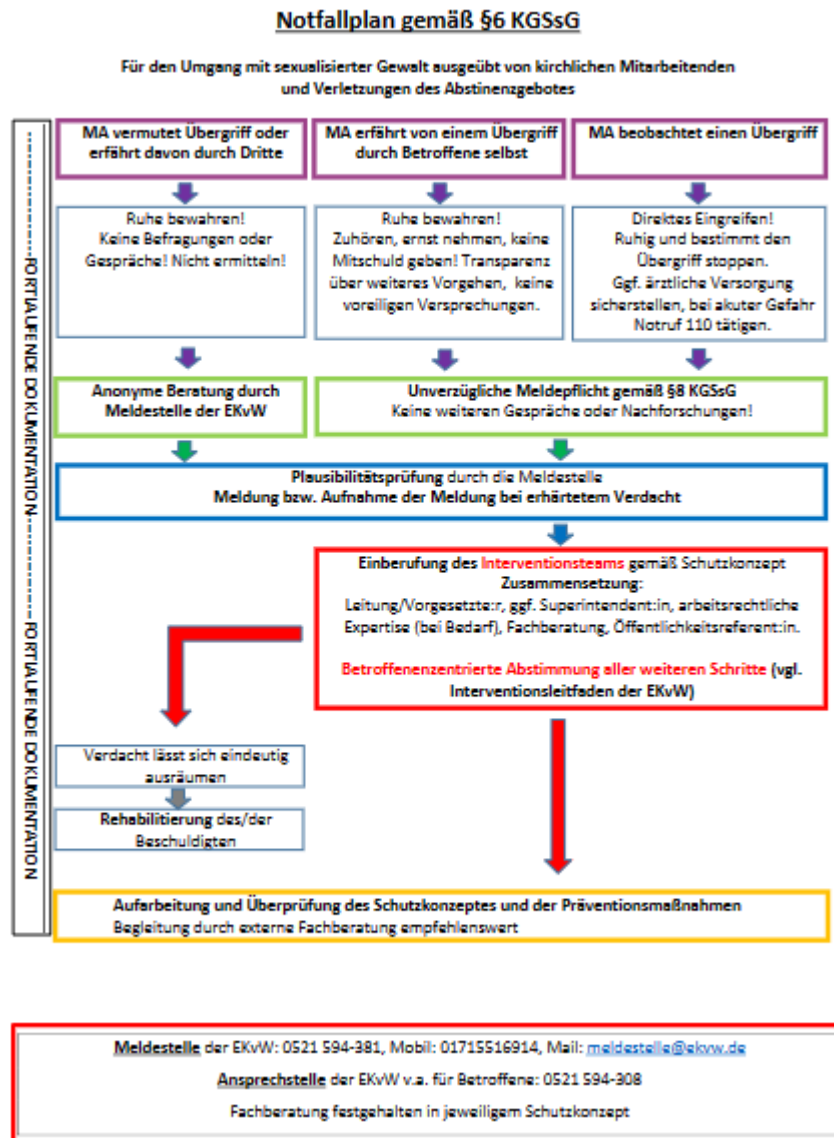 Notfallplan gemäß §6 KGSsG
Für den Umgang mit sexualisierter Gewalt ausgeübt von kirchlichen Mitarbeitenden
und Verletzungen des Abstinenzgebotes
MA vermutet Übergriff oder
erfährt davon durch Dritte
MA erfährt von einem Übergriff
durch Betroffene selbst
MA beobachtet einen Übergriff
Ruhe bewahren!
Keine Befragungen oder
Gespräche! Nicht ermitteln!
Ruhe bewahren!
Zuhören, ernst nehmen, keine
Mitschuld geben! Transparenz
über weiteres Vorgehen, keine
voreiligen Versprechungen.
Direktes Eingreifen!
Ruhig und bestimmt den
Übergriff stoppen.
Ggf. ärztliche Versorgung
sicherstellen, bei akuter Gefahr
Notruf 110 tätigen.
Anonyme Beratung durch
Meldestelle der EKvW
Unverzügliche Meldepflicht gemäß §8 KGSsG
Keine weiteren Gespräche oder Nachforschungen!
Plausibilitätsprüfung durch die Meldestelle
Meldung bzw. Aufnahme der Meldung bei erhärtetem Verdacht
Einberufung des Interventionsteams gemäß Schutzkonzept
Zusammensetzung:
Leitung/Vorgesetzte:r, ggf. Superintendent:in, arbeitsrechtliche
Expertise (bei Bedarf), Fachberatung, Öffentlichkeitsreferent:in.
Betroffenenzentrierte Abstimmung aller weiteren Schritte (vgl.
Interventionsleitfaden der EKvW)
Verdacht lässt sich eindeutig
ausräumen
Rehabilitierung des/der
Beschuldigten
Aufarbeitung und Überprüfung des Schutzkonzeptes und der Präventionsmaßnahmen
Begleitung durch externe Fachberatung empfehlenswert
FORTLAUFENDE DOKUMENTATION
FORTLAUFENDE DOKUMENTATION
Meldestelle der EKvW: 0521 594-381, Mobil: 01715516914, Mail: meldestelle@ekvw.de
Ansprechstelle der EKvW v.a. für Betroffene: 0521 594-308
Fachberatung festgehalten in jeweiligem Schutzkonzept